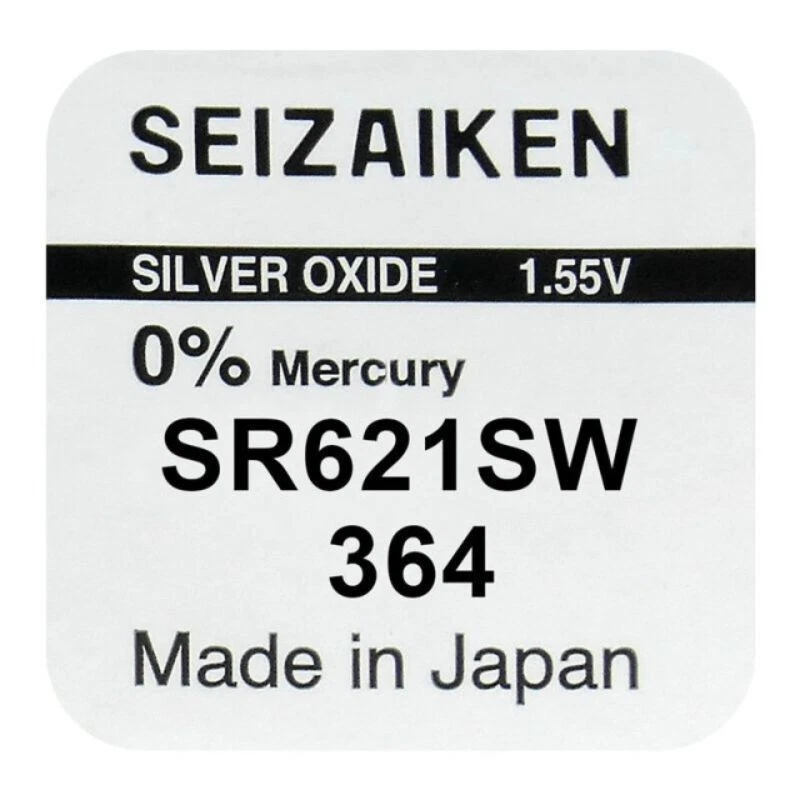 SEIZAIKEN
SILVER OXIDE 1.55V
0% Mercury
SR621SW
364
Made in Japan